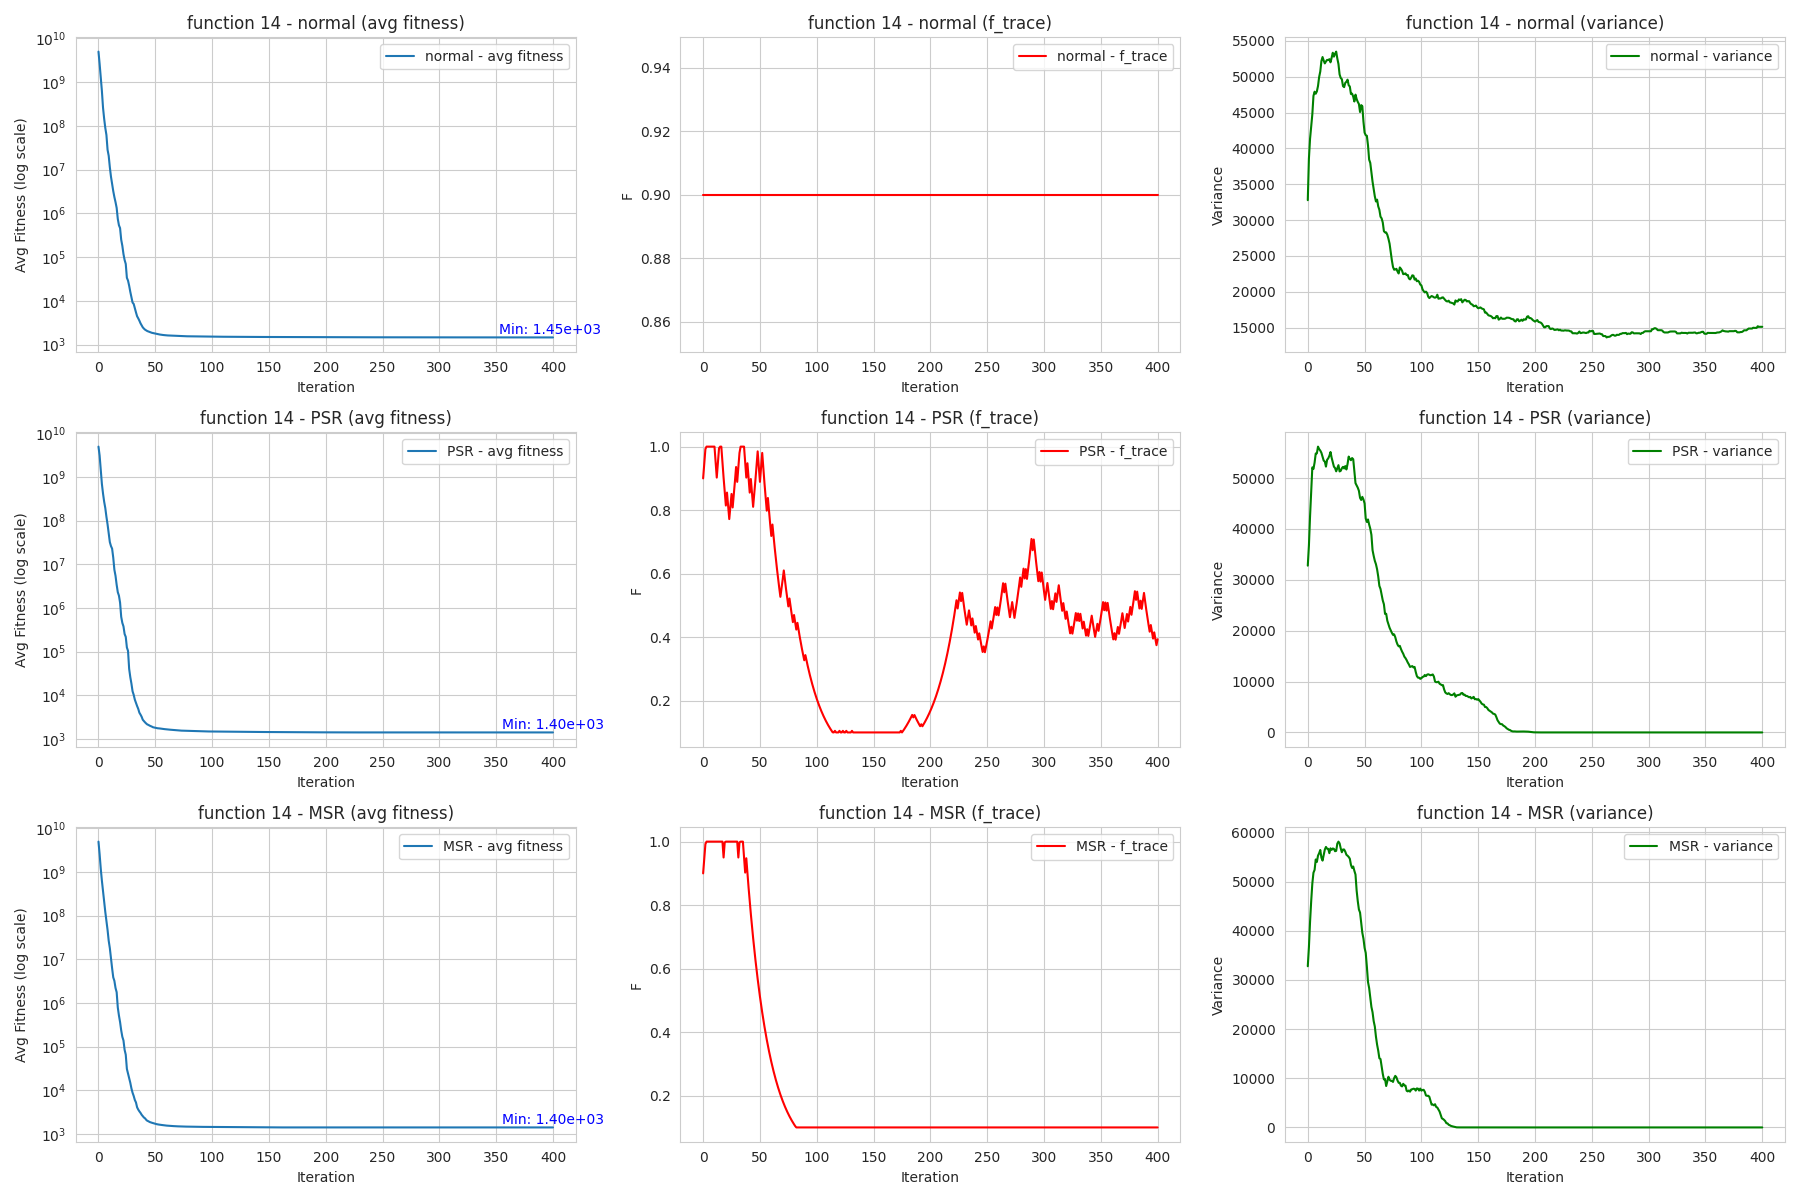 function 14 - normal (avg fitness)
normal - avg fitness
Avg Fitness (log scale)
10^10
10^9
10^8
10^7
10^6
10^5
10^4
10^3
Min: 1.45e+03
0 50 100 150 200 250 300 350 400
Iteration
function 14 - normal (f_trace)
normal - f_trace
F
0.94
0.92
0.90
0.88
0.86
0 50 100 150 200 250 300 350 400
Iteration
function 14 - normal (variance)
normal - variance
Variance
55000
50000
45000
40000
35000
30000
25000
20000
15000
0 50 100 150 200 250 300 350 400
Iteration
function 14 - PSR (avg fitness)
PSR - avg fitness
Avg Fitness (log scale)
10^10
10^9
10^8
10^7
10^6
10^5
10^4
10^3
Min: 1.40e+03
0 50 100 150 200 250 300 350 400
Iteration
function 14 - PSR (f_trace)
PSR - f_trace
F
1.0
0.8
0.6
0.4
0.2
0 50 100 150 200 250 300 350 400
Iteration
function 14 - PSR (variance)
PSR - variance
Variance
50000
40000
30000
20000
10000
0
0 50 100 150 200 250 300 350 400
Iteration
function 14 - MSR (avg fitness)
MSR - avg fitness
Avg Fitness (log scale)
10^10
10^9
10^8
10^7
10^6
10^5
10^4
10^3
Min: 1.40e+03
0 50 100 150 200 250 300 350 400
Iteration
function 14 - MSR (f_trace)
MSR - f_trace
F
1.0
0.8
0.6
0.4
0.2
0 50 100 150 200 250 300 350 400
Iteration
function 14 - MSR (variance)
MSR - variance
Variance
60000
50000
40000
30000
20000
10000
0
0 50 100 150 200 250 300 350 400
Iteration